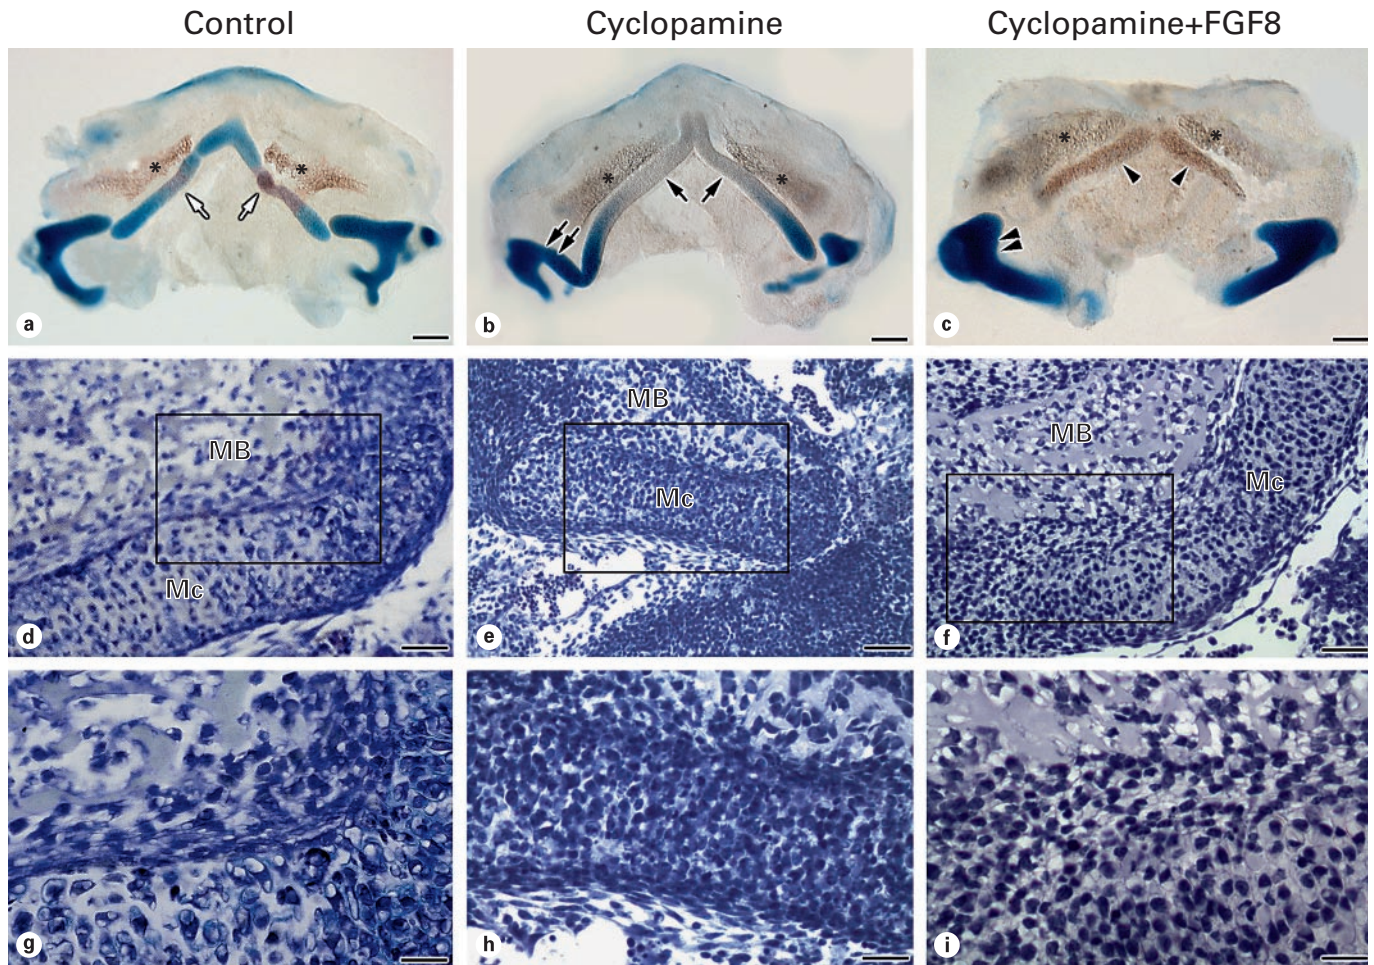 Control Cyclopamine Cyclopamine+FGF8
* *
* *
* *
a b c
MB MB MB
Mc Mc Mc
d e f
g h i